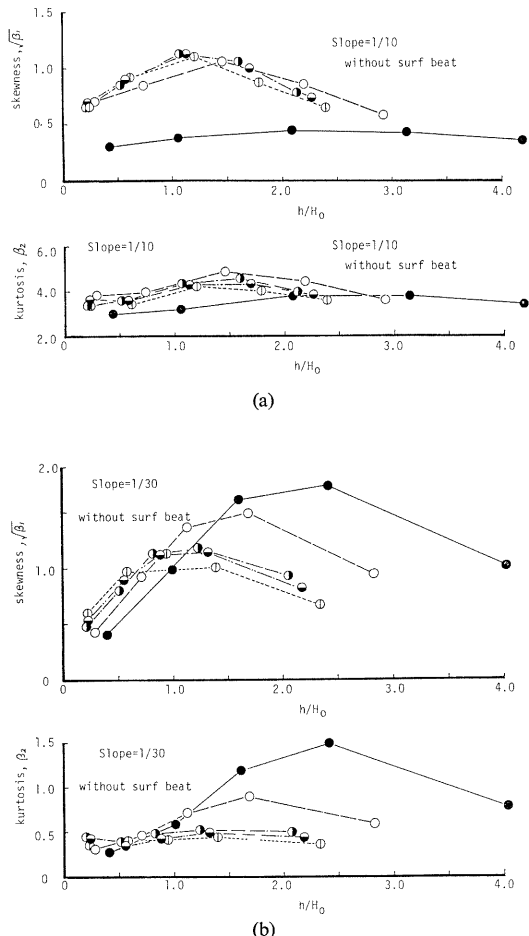 1.5
1.0
0.5
0
skewness, √β₁
Slope=1/10
without surf beat
0 1.0 2.0 3.0 4.0
h/H₀
6.0
4.0
2.0
kurtosis, β₂
Slope=1/10
Slope=1/10
without surf beat
0 1.0 2.0 3.0 4.0
h/H₀
(a)
2.0
1.0
0
skewness, √β₁
Slope=1/30
without surf beat
0 1.0 2.0 3.0 4.0
h/H₀
1.5
1.0
0.5
0
kurtosis, β₂
Slope=1/30
without surf beat
0 1.0 2.0 3.0 4.0
h/H₀
(b)